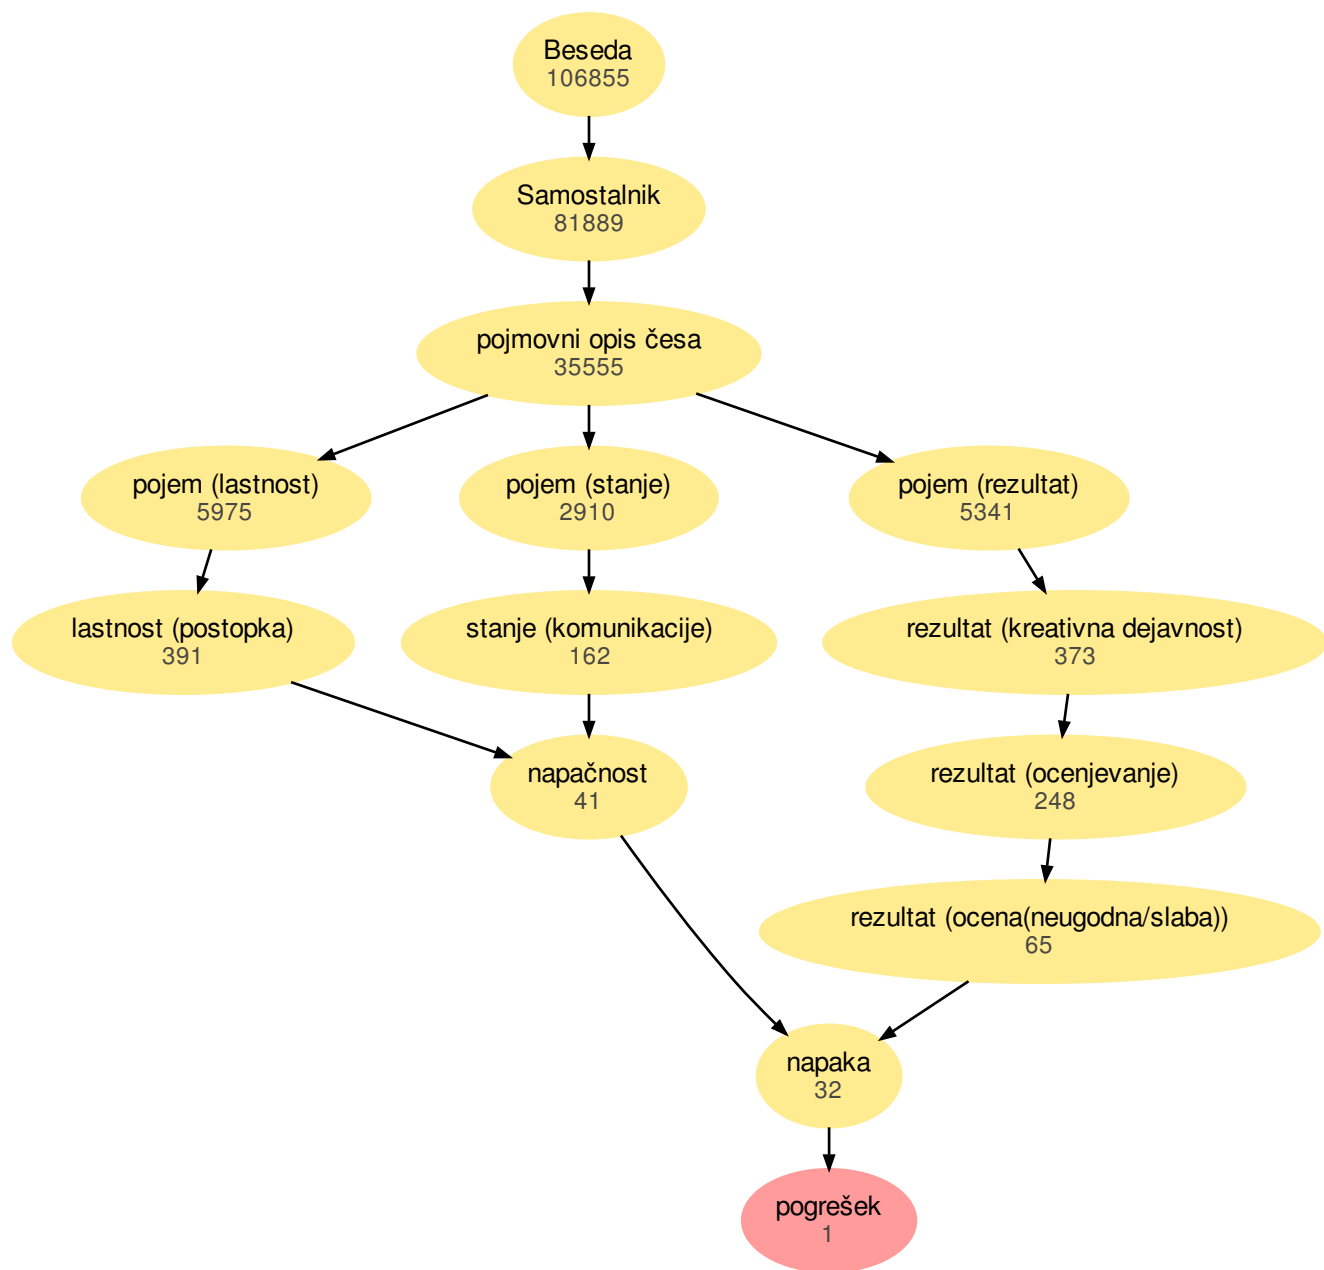 Beseda
106855
Samostalnik
81889
pojmovni opis česa
35555
pojem (lastnost)
5975
pojem (stanje)
2910
pojem (rezultat)
5341
lastnost (postopka)
391
stanje (komunikacije)
162
rezultat (kreativna dejavnost)
373
napačnost
41
rezultat (ocenjevanje)
248
rezultat (ocena(neugodna/slaba))
65
napaka
32
pogrešek
1